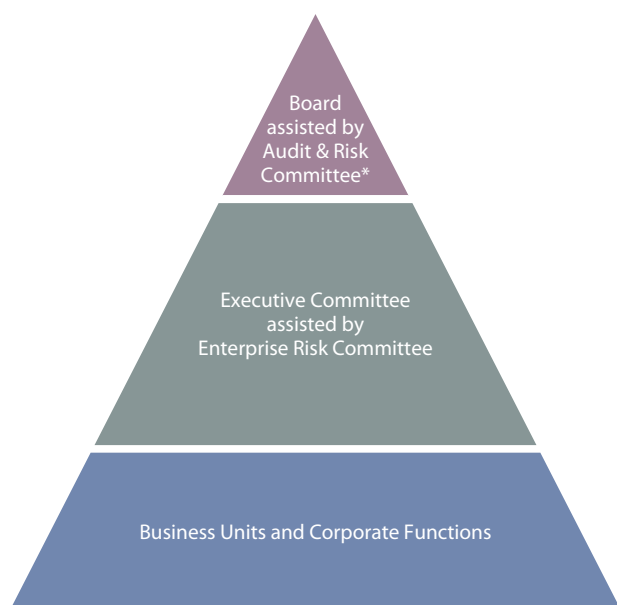 Board
assisted by
Audit & Risk
Committee*
Executive Committee
assisted by
Enterprise Risk Committee
Business Units and Corporate Functions